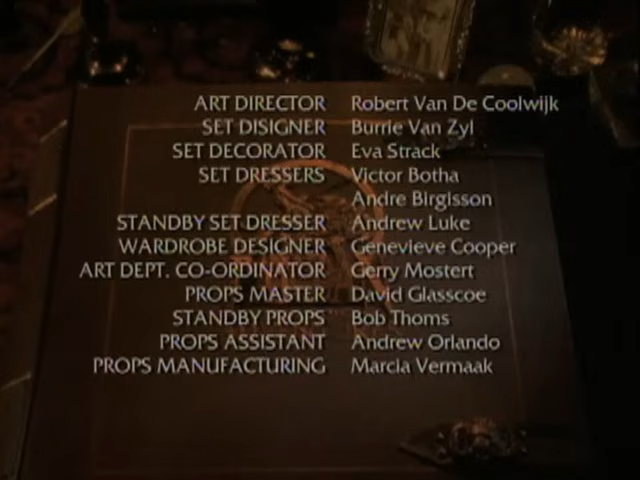 ART DIRECTOR Robert Van De Coolwijk
SET DISIGNER Burrie Van Zyl
SET DECORATOR Eva Strack
SET DRESSERS Victor Botha
Andre Birgisson
STANDBY SET DRESSER Andrew Luke
WARDROBE DESIGNER Genevieve Cooper
ART DEPT. CO-ORDINATOR Gerry Mostert
PROPS MASTER David Glasscoe
STANDBY PROPS Bob Thoms
PROPS ASSISTANT Andrew Orlando
PROPS MANUFACTURING Marcia Vermaak